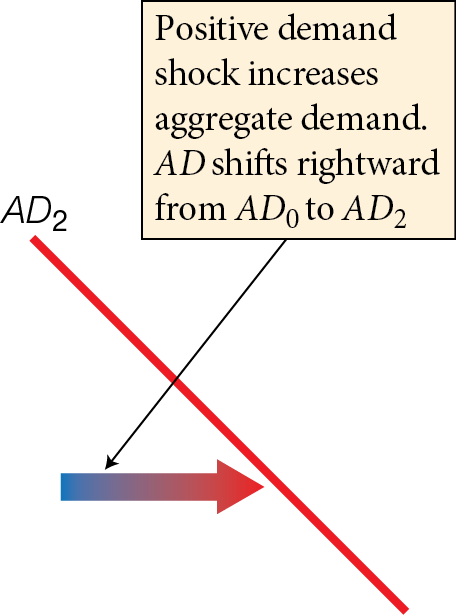 Positive demand
shock increases
aggregate demand.
AD shifts rightward
from AD₀ to AD₂
AD₂